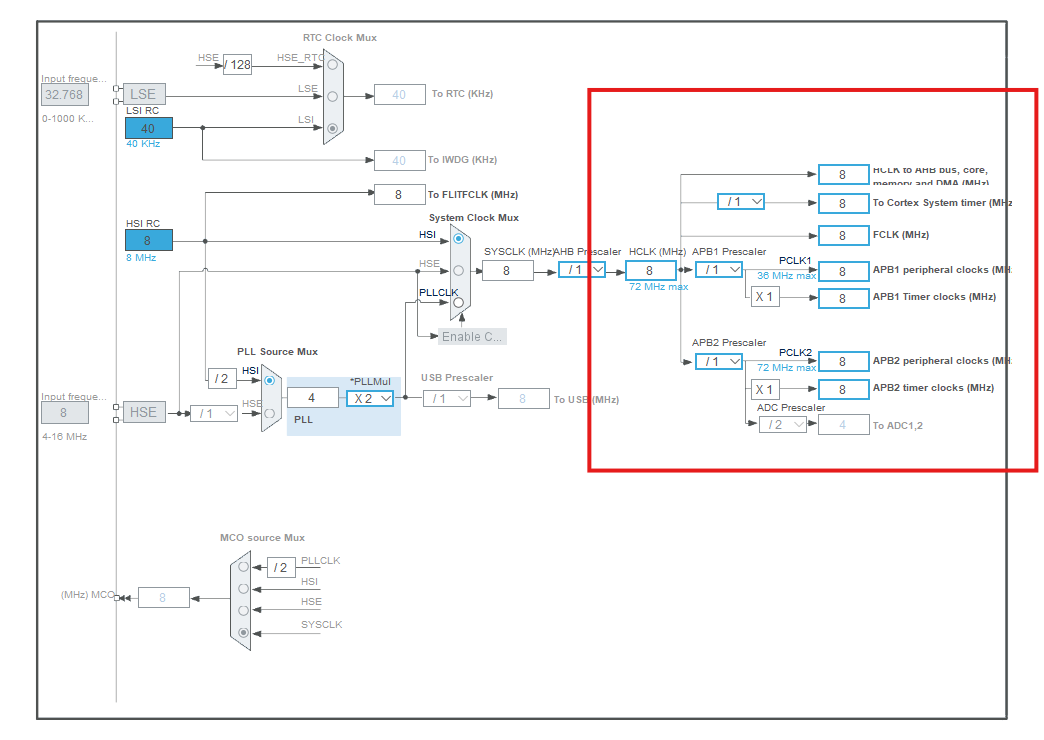 RTC Clock Mux
HSE
/ 128
HSE_RTC
Input freque...
32.768
0-1000 K...
LSE
LSE
40
To RTC (KHz)
LSI RC
40
40 KHz
LSI
40
To IWDG (KHz)
8
To FLITFCLK (MHz)
HSI RC
8
8 MHz
System Clock Mux
HSI
HSE
PLLCLK
Enable C...
SYSCLK (MHz)
8
AHB Prescaler
/ 1
HCLK (MHz)
8
72 MHz max
8
HCLK to AHB bus, core,
memory and DMA (MHz)
/ 1
8
To Cortex System timer (MHz
8
FCLK (MHz)
APB1 Prescaler
/ 1
PCLK1
36 MHz max
8
APB1 peripheral clocks (MH
X 1
8
APB1 Timer clocks (MHz)
APB2 Prescaler
/ 1
PCLK2
72 MHz max
8
APB2 peripheral clocks (MH
X 1
8
APB2 timer clocks (MHz)
ADC Prescaler
/ 2
4
To ADC1,2
PLL Source Mux
/ 2
HSI
HSE
Input freque...
8
4-16 MHz
HSE
/ 1
4
*PLLMul
X 2
PLL
USB Prescaler
/ 1
8
To USB (MHz)
MCO source Mux
/ 2
PLLCLK
HSI
HSE
SYSCLK
(MHz) MCO
8